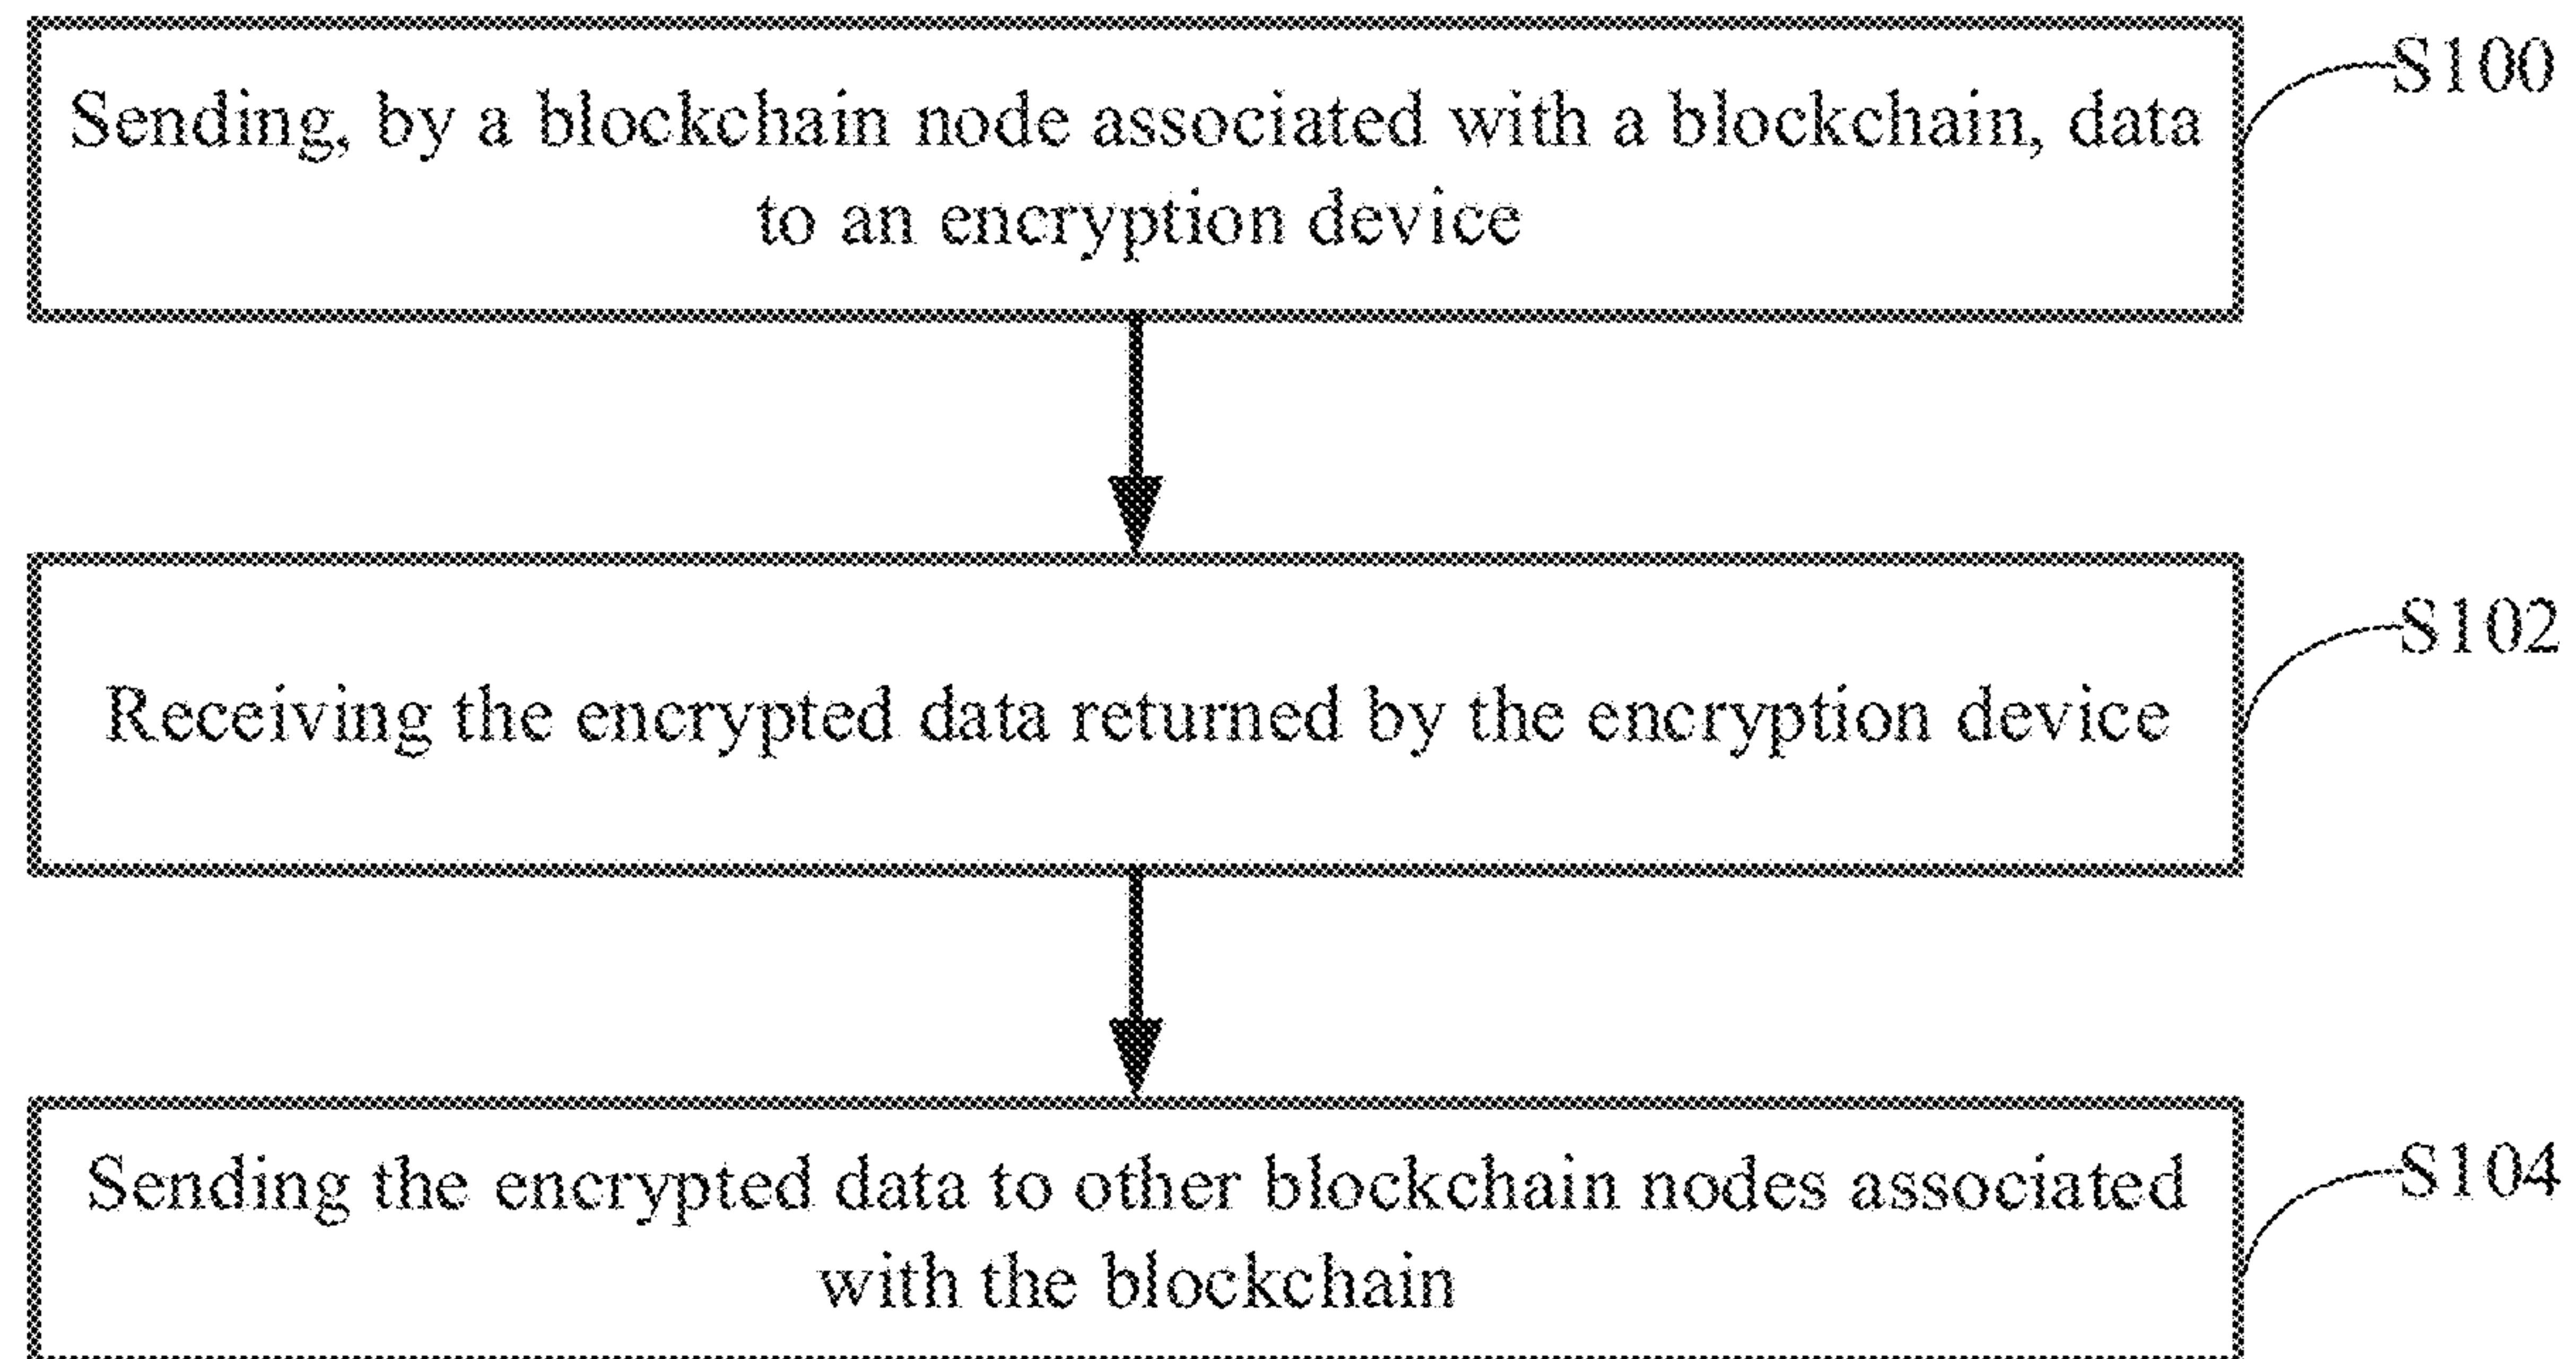 Sending, by a blockchain node associated with a blockchain, data
to an encryption device
S100
Receiving the encrypted data returned by the encryption device
S102
Sending the encrypted data to other blockchain nodes associated
with the blockchain
S104